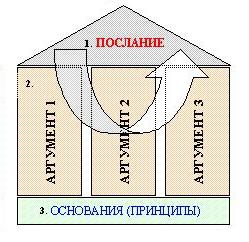 1. ПОСЛАНИЕ
2.
АРГУМЕНТ 1
АРГУМЕНТ 2
АРГУМЕНТ 3
3. ОСНОВАНИЯ (ПРИНЦИПЫ)